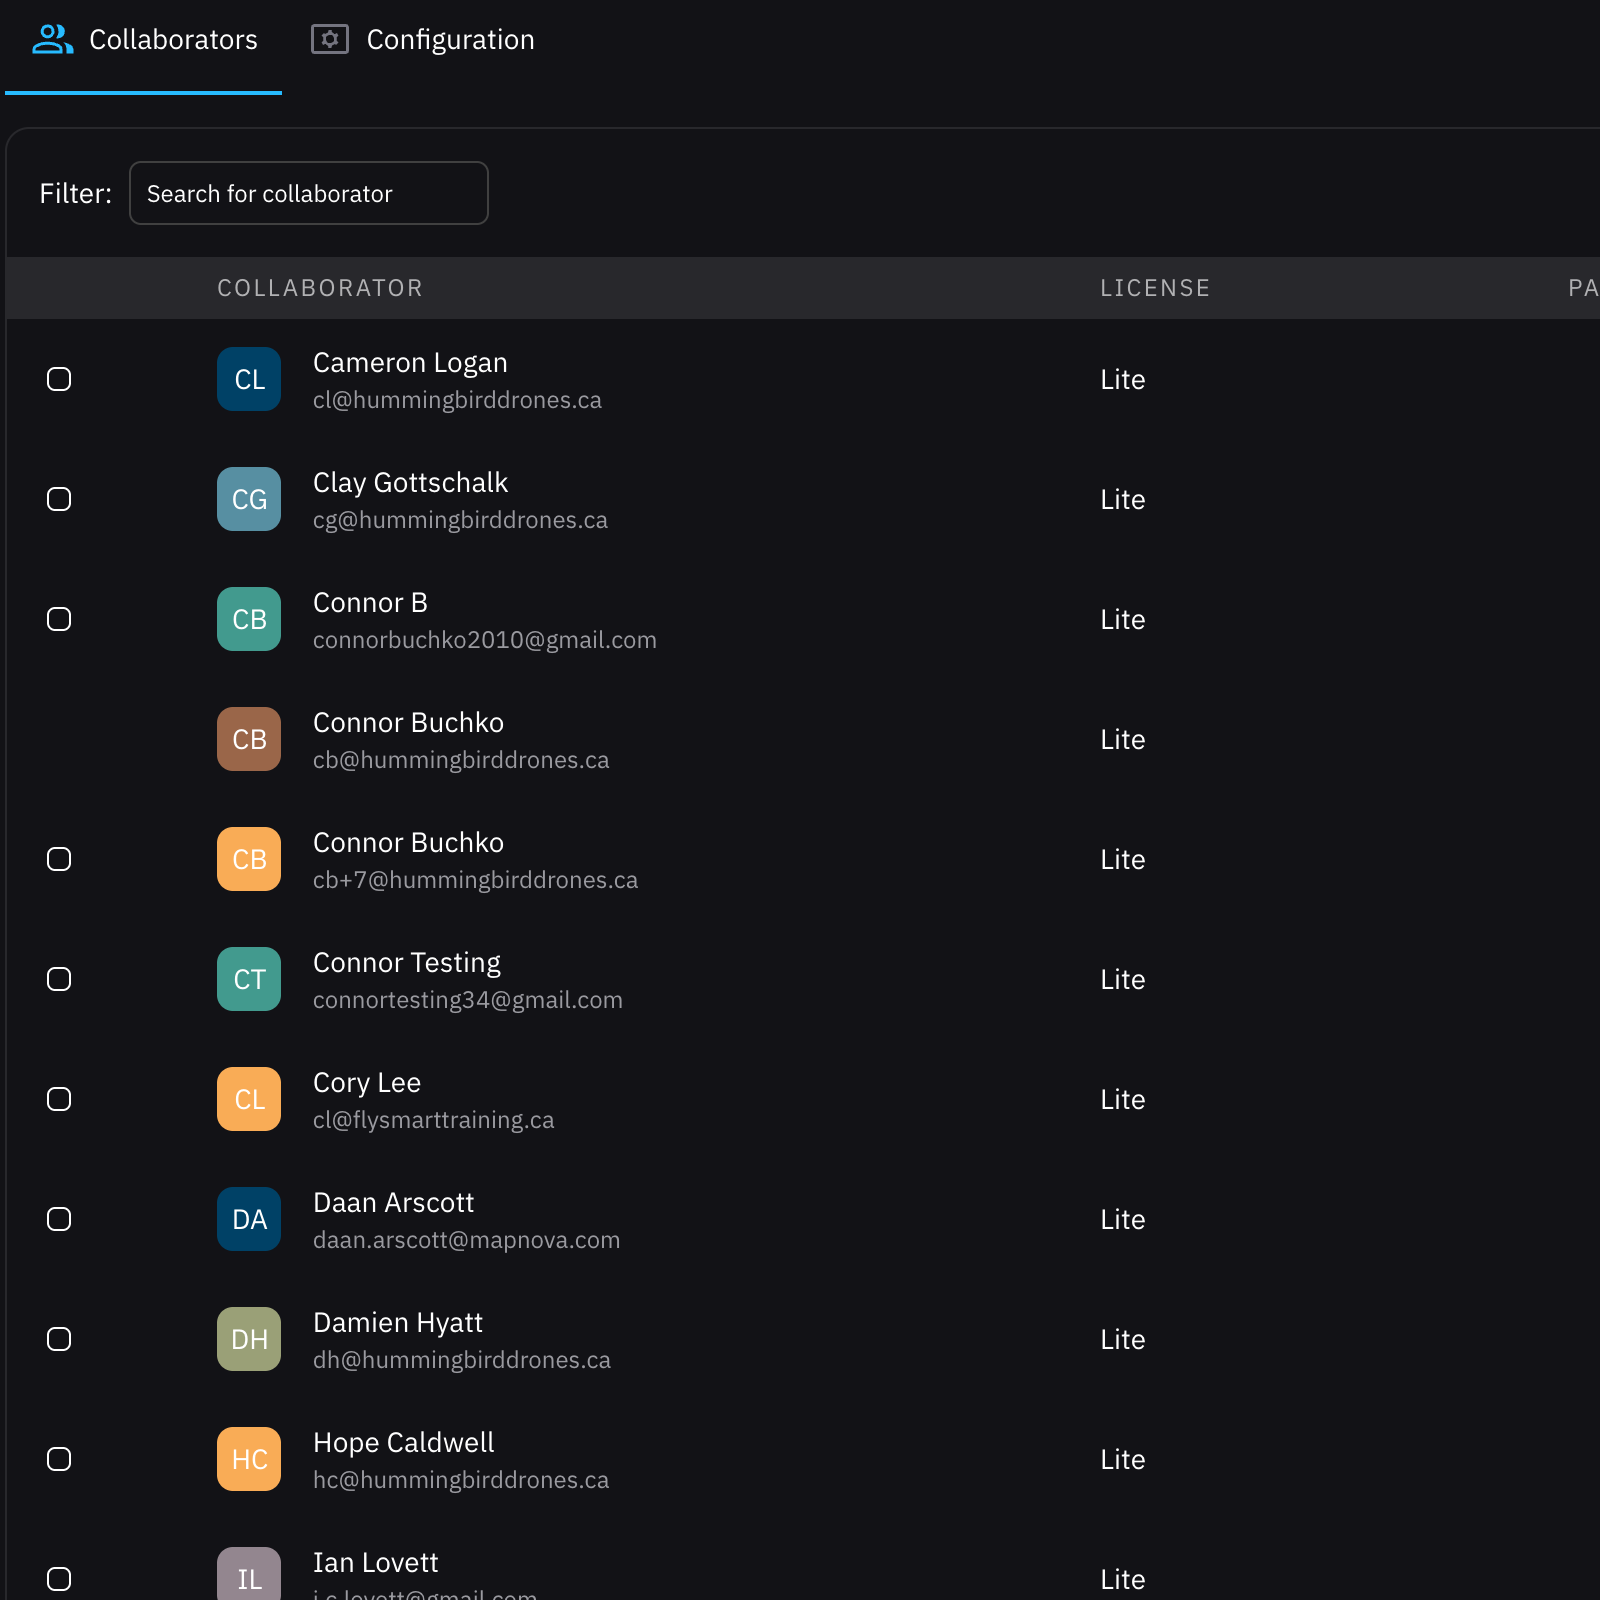 Collaborators Configuration
Filter: Search for collaborator
COLLABORATOR LICENSE PA
CL Cameron Logan Lite
cl@hummingbirddrones.ca
CG Clay Gottschalk Lite
cg@hummingbirddrones.ca
CB Connor B Lite
connorbuchko2010@gmail.com
CB Connor Buchko Lite
cb@hummingbirddrones.ca
CB Connor Buchko Lite
cb+7@hummingbirddrones.ca
CT Connor Testing Lite
connortesting34@gmail.com
CL Cory Lee Lite
cl@flysmarttraining.ca
DA Daan Arscott Lite
daan.arscott@mapnova.com
DH Damien Hyatt Lite
dh@hummingbirddrones.ca
HC Hope Caldwell Lite
hc@hummingbirddrones.ca
IL Ian Lovett Lite
i.c.lovett@gmail.com